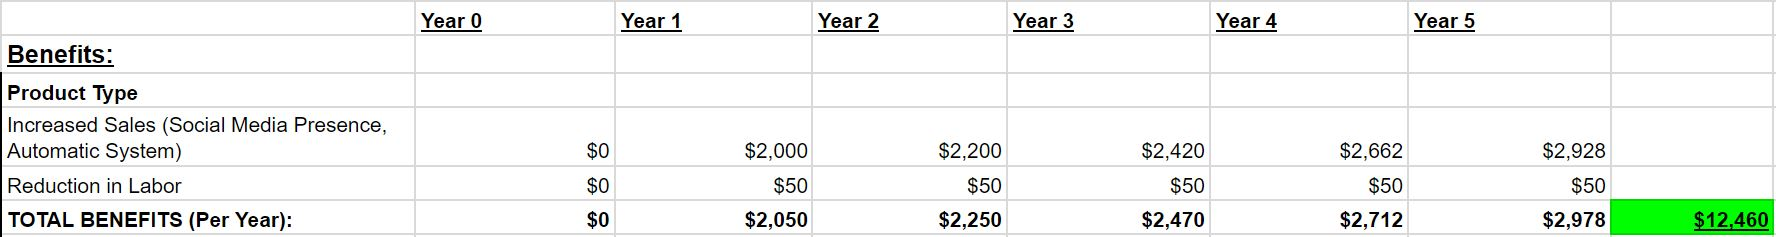 Year 0 Year 1 Year 2 Year 3 Year 4 Year 5
Benefits:
Product Type
Increased Sales (Social Media Presence,
Automatic System) $0 $2,000 $2,200 $2,420 $2,662 $2,928
Reduction in Labor $0 $50 $50 $50 $50 $50
TOTAL BENEFITS (Per Year): $0 $2,050 $2,250 $2,470 $2,712 $2,978 $12,460